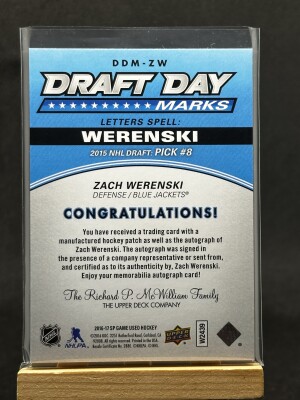 DDM-ZW
DRAFT DAY
MARKS
LETTERS SPELL:
WERENSKI
2015 NHL DRAFT: PICK #8
ZACH WERENSKI
DEFENSE / BLUE JACKETS®
CONGRATULATIONS!
You have received a trading card with a
manufactured hockey patch as well as the autograph of
Zach Werenski. The autograph was signed in
the presence of a company representative or sent from,
and certified as to its authenticity by, Zach Werenski.
Enjoy your memorabilia autograph card!
The Richard P. McWilliam Family
THE UPPER DECK COMPANY
2016-17 SP GAME USED HOCKEY
NHLPA
UPPER DECK
W2439